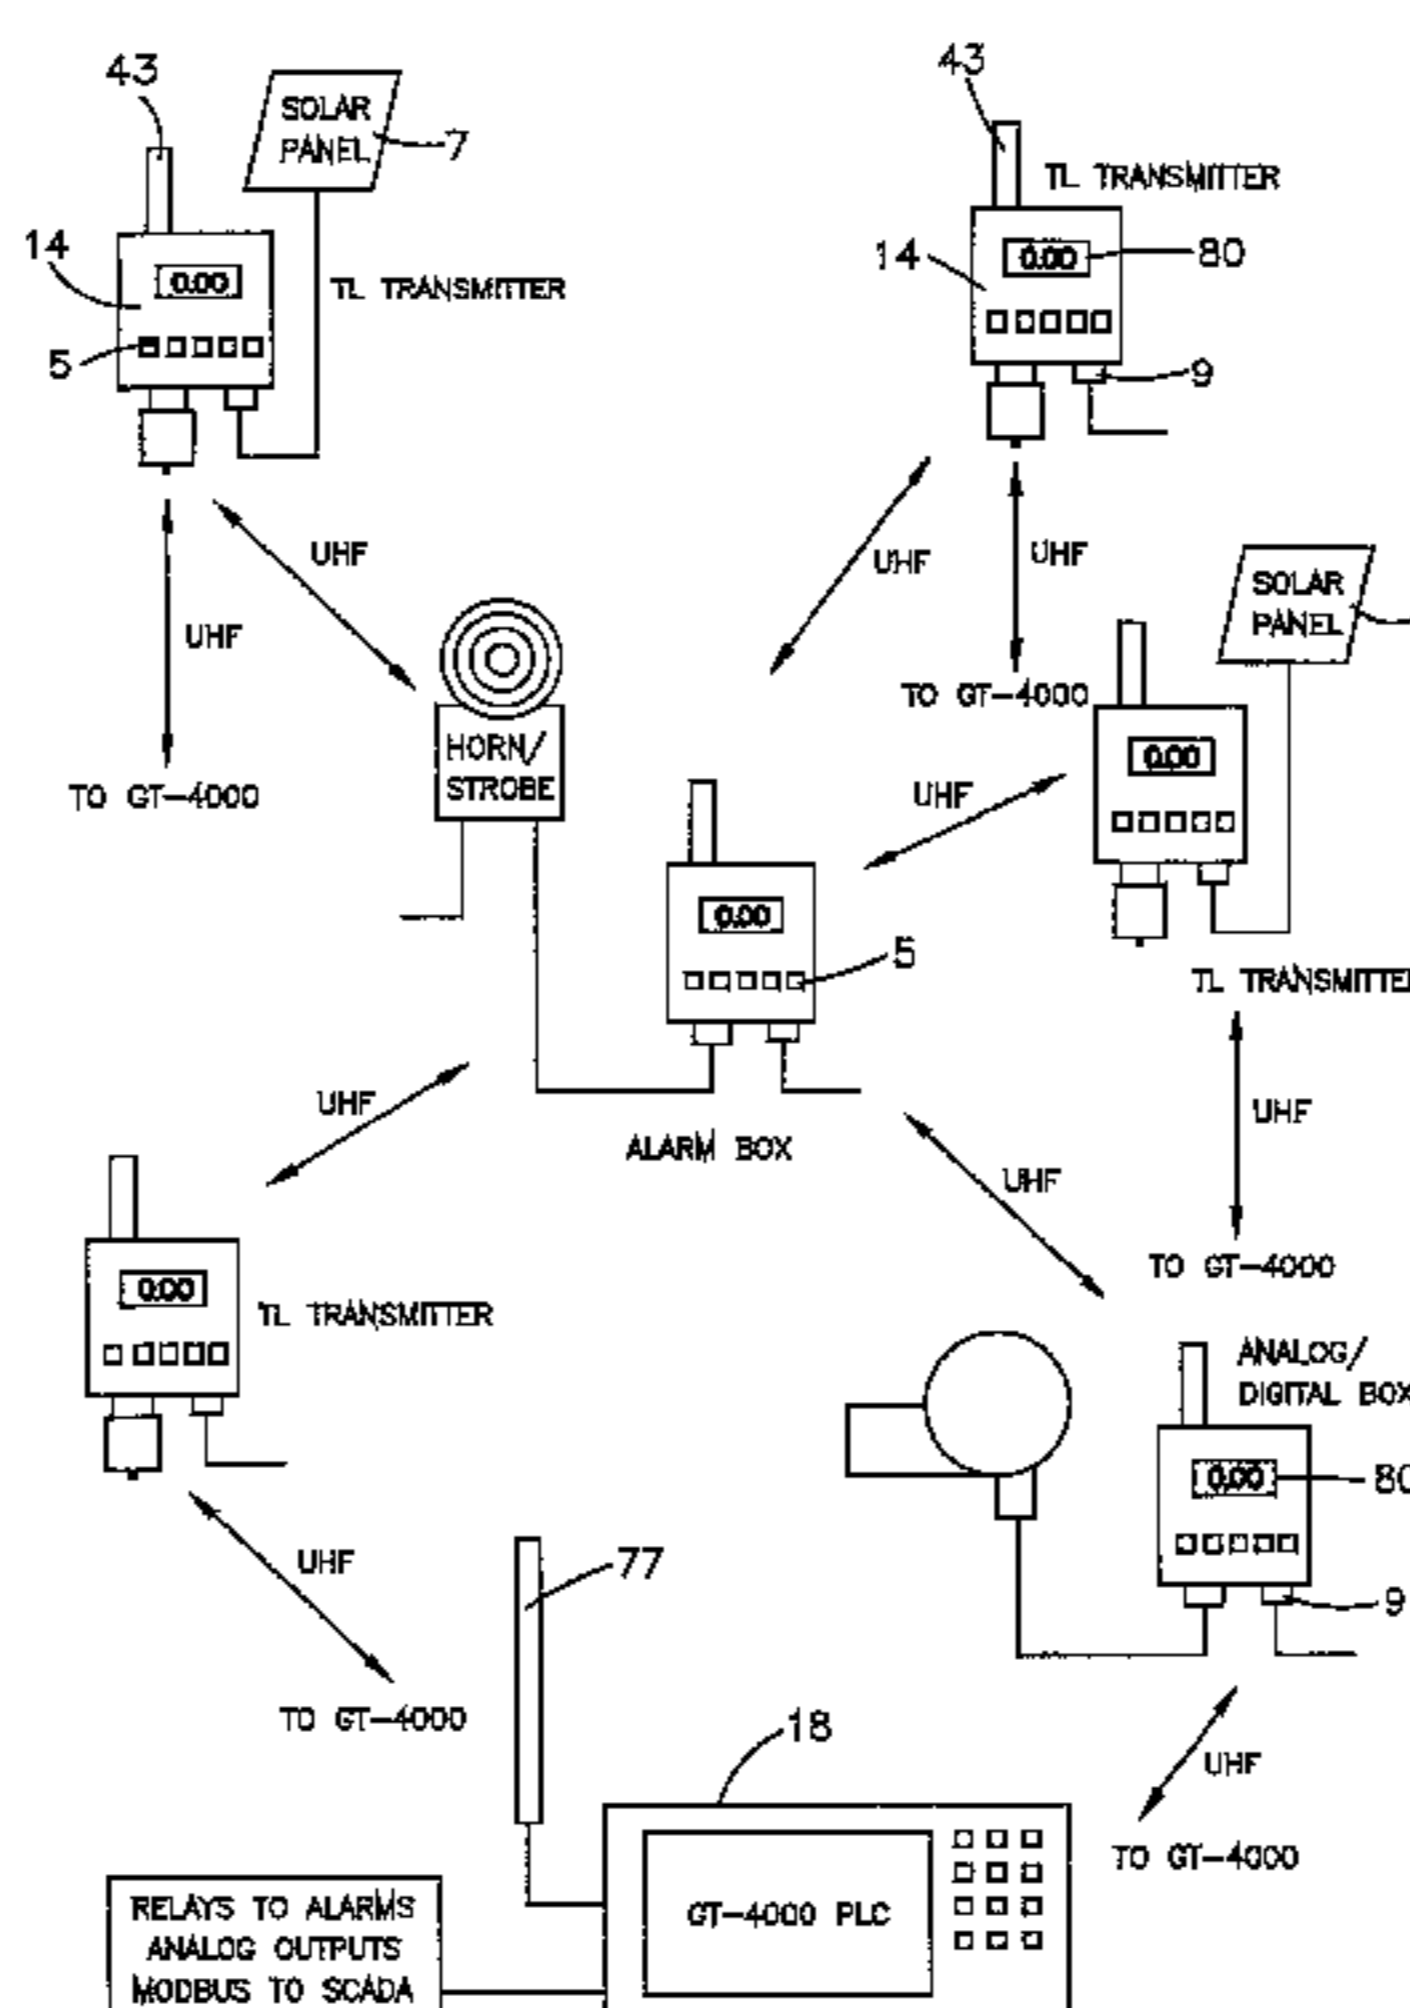 43
SOLAR
PANEL
7
14
0.00
TL TRANSMITTER
5
43
TL TRANSMITTER
14
0.00
80
9
UHF
UHF
TO GT-4000
UHF
UHF
TO GT-4000
SOLAR
PANEL
0.00
HORN/
STROBE
UHF
0.00
5
TL TRANSMITTER
UHF
ALARM BOX
UHF
UHF
TO GT-4000
0.00
TL TRANSMITTER
ANALOG/
DIGITAL BOX
0.00
80
9
UHF
77
TO GT-4000
18
UHF
TO GT-4000
RELAYS TO ALARMS
ANALOG OUTPUTS
MODBUS TO SCADA
GT-4000 PLC